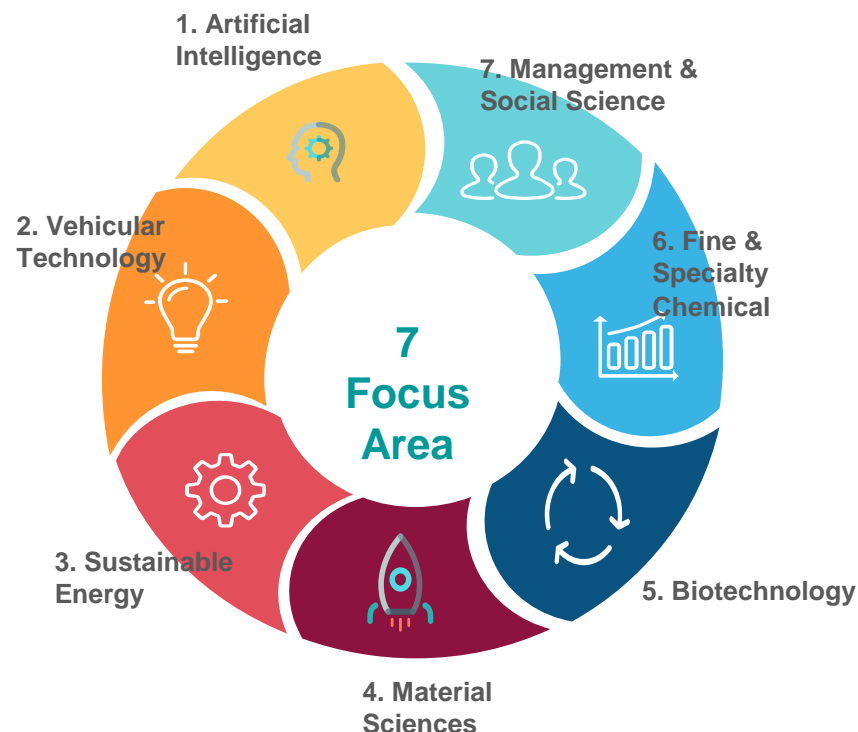 1. Artificial
Intelligence
7. Management &
Social Science
2. Vehicular
Technology
6. Fine &
Specialty
Chemical
7
Focus
Area
3. Sustainable
Energy
5. Biotechnology
4. Material
Sciences